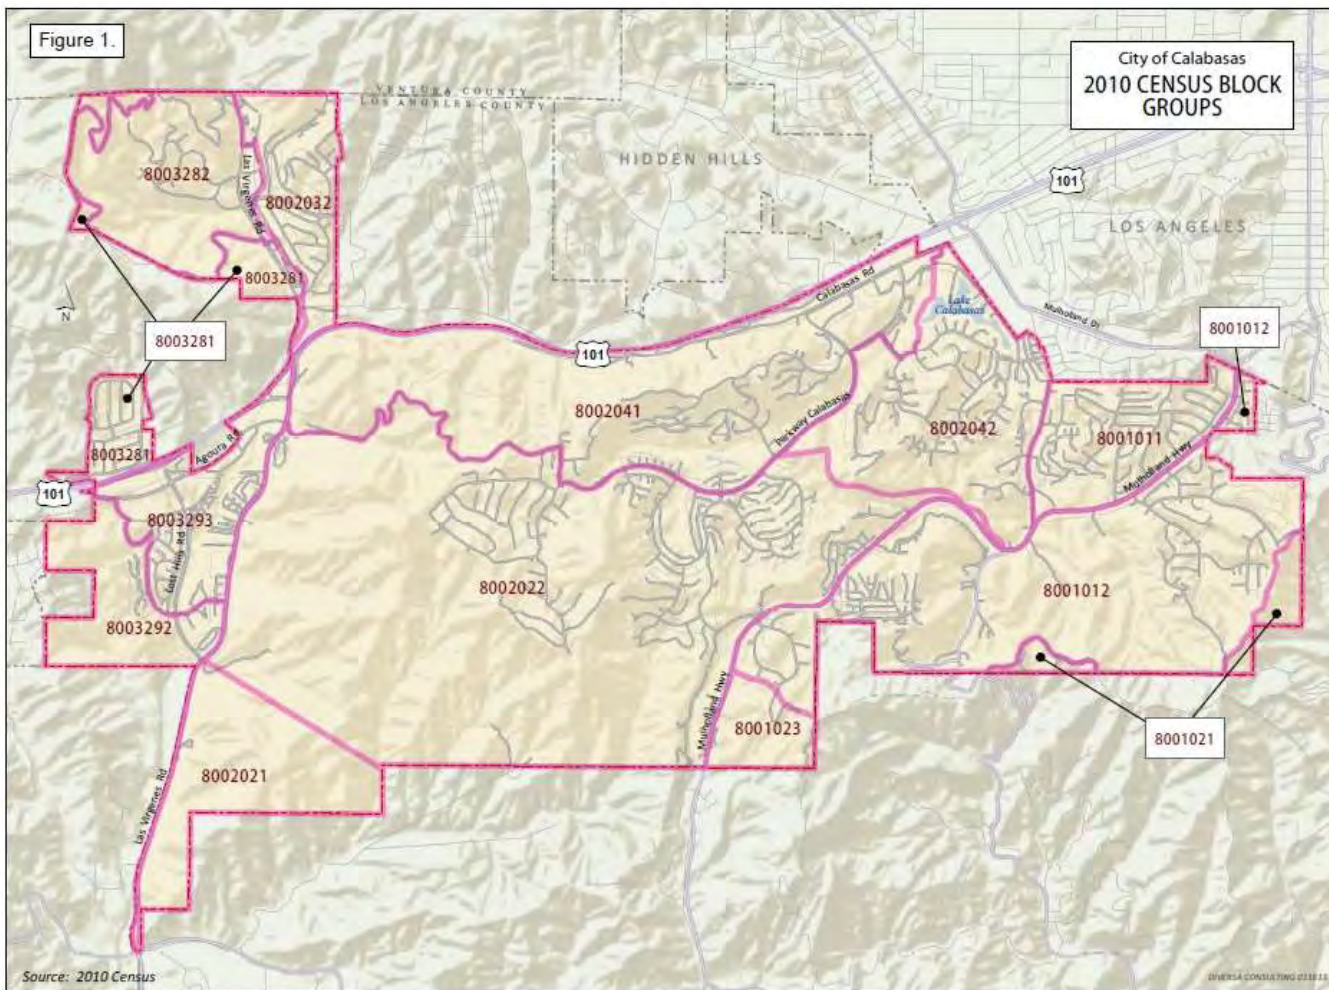 Figure 1.
City of Calabasas
2010 CENSUS BLOCK
GROUPS
VENTURA COUNTY
LOS ANGELES COUNTY
HIDDEN HILLS
101
LOS ANGELES
8003282
Las Virgenes Rd
8002032
8003281
8003281
N
Calabasas Rd
Lake
Calabasas
Mulholland Dr
8001012
101
8002041
Parkway Calabasas
8002042
8001011
Mulholland Hwy
8003281
Agoura Rd
101
8003293
Lost Hills Rd
8003292
8002022
8001012
Mulholland Hwy
8001023
8001021
8002021
Las Virgenes Rd
Source: 2010 Census
DIVERSA CONSULTING